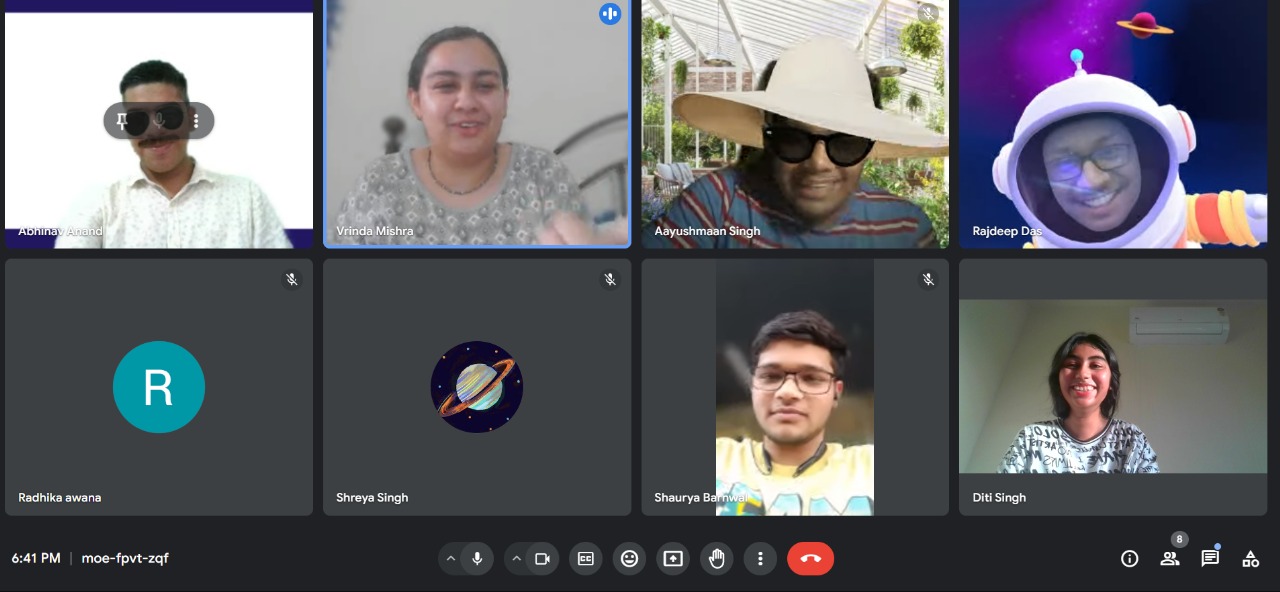 Abhinav Anand
Vrinda Mishra
Aayushmaan Singh
Rajdeep Das
R
Radhika awana
Shreya Singh
Shaurya Barnwal
Diti Singh
6:41 PM | moe-fpvt-zqf
CC
8